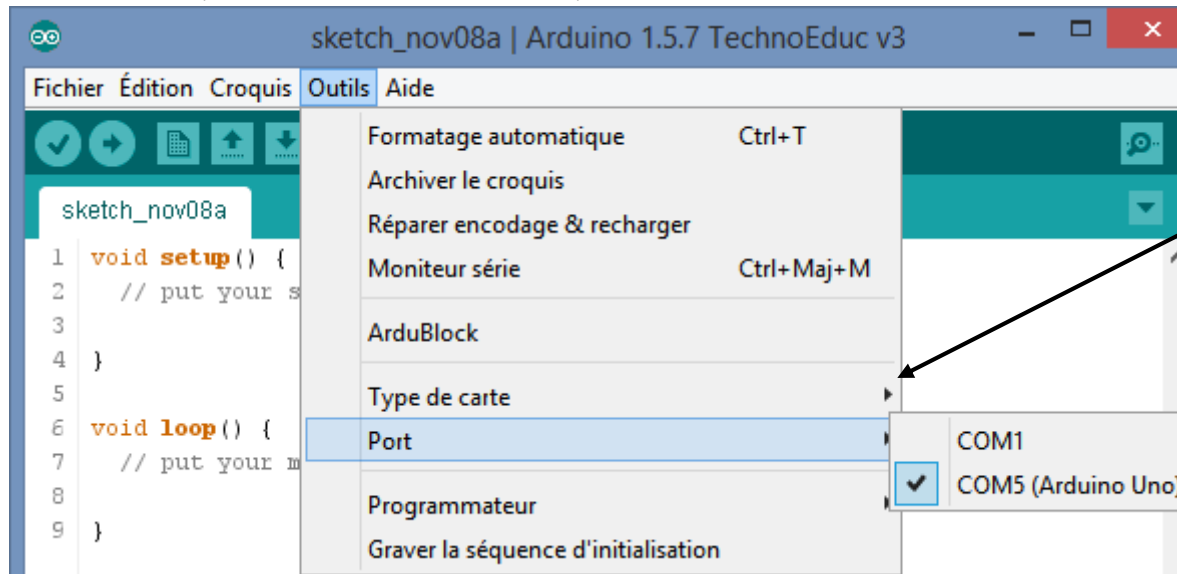 sketch_nov08a | Arduino 1.5.7 TechnoEduc v3
Fichier Édition Croquis Outils Aide
Formatage automatique Ctrl+T
Archiver le croquis
sketch_nov08a
Réparer encodage & recharger
1 void setup() {
Moniteur série Ctrl+Maj+M
2 // put your s
3
ArduBlock
4 }
5
Type de carte
6 void loop() {
Port
COM1
7 // put your m
COM5 (Arduino Uno)
8
Programmateur
9 }
Graver la séquence d'initialisation